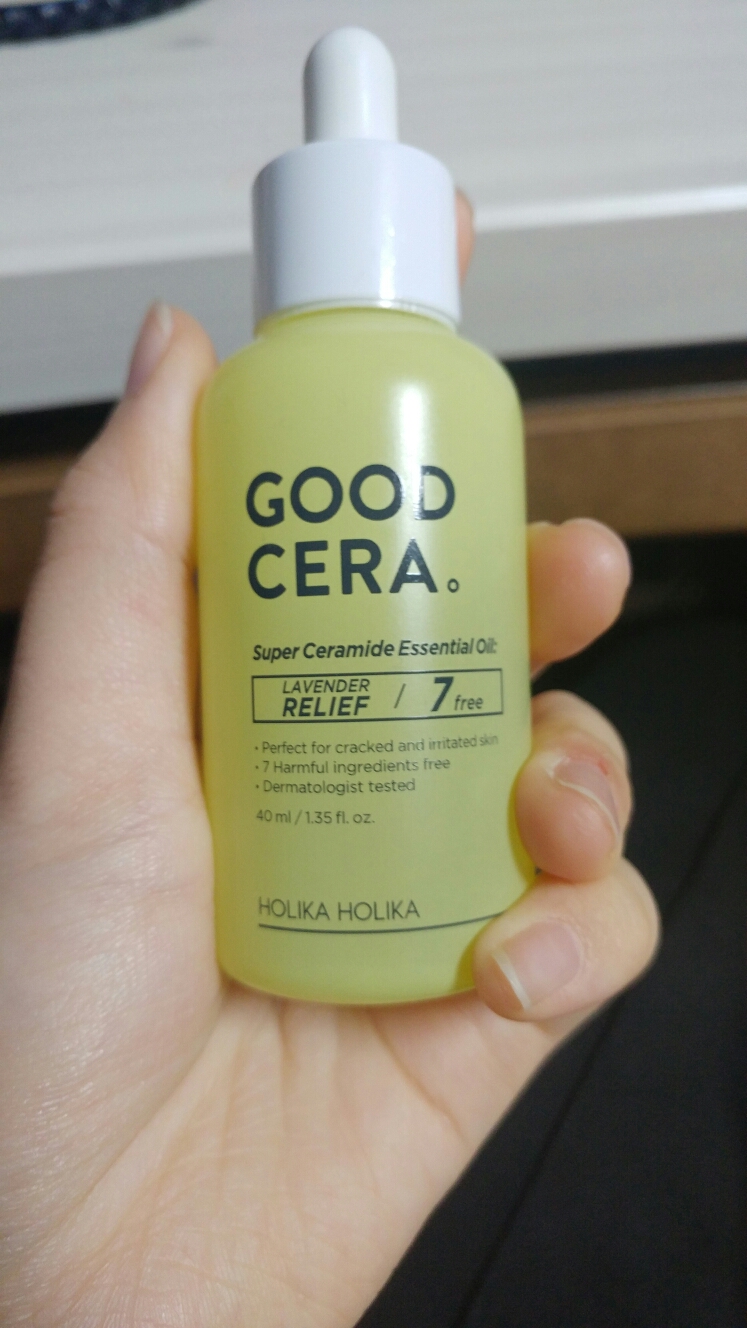 GOOD
CERA.
Super Ceramide Essential Oil:
LAVENDER
RELIEF / 7 free
· Perfect for cracked and irritated skin
· 7 Harmful ingredients free
· Dermatologist tested
40 ml / 1.35 fl. oz.
HOLIKA HOLIKA